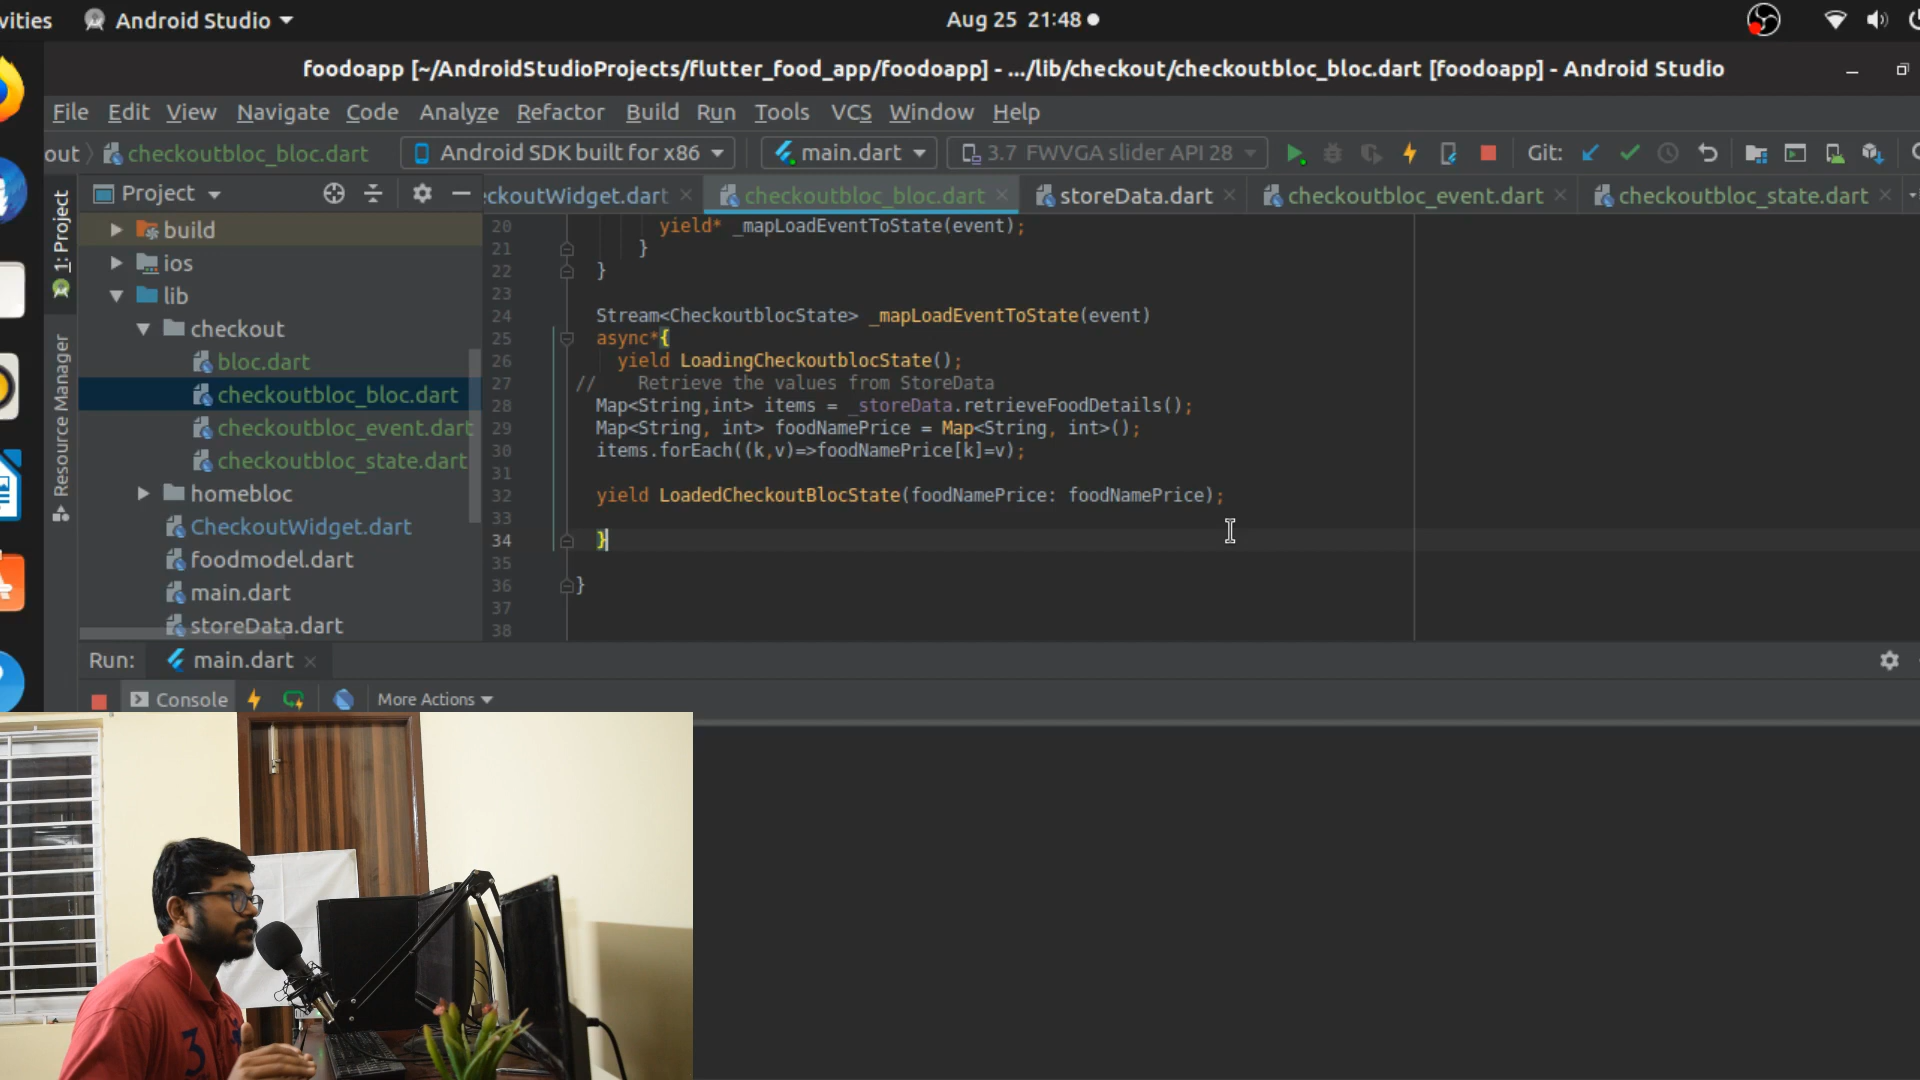 vities
Android Studio
Aug 25 21:48
foodoapp [~/AndroidStudioProjects/flutter_food_app/foodoapp] - .../lib/checkout/checkoutbloc_bloc.dart [foodoapp] - Android Studio
File Edit View Navigate Code Analyze Refactor Build Run Tools VCS Window Help
out checkoutbloc_bloc.dart Android SDK built for x86 main.dart 3.7 FWVGA slider API 28 Git:
Project
ckoutWidget.dart checkoutbloc_bloc.dart storeData.dart checkoutbloc_event.dart checkoutbloc_state.dart
1: Project
Resource Manager
build
ios
lib
checkout
bloc.dart
checkoutbloc_bloc.dart
checkoutbloc_event.dart
checkoutbloc_state.dart
homebloc
CheckoutWidget.dart
foodmodel.dart
main.dart
storeData.dart
20 yield* _mapLoadEventToState(event);
21 }
22 }
23
24 Stream<CheckoutblocState> _mapLoadEventToState(event)
25 async*{
26 yield LoadingCheckoutblocState();
27 // Retrieve the values from StoreData
28 Map<String,int> items = _storeData.retrieveFoodDetails();
29 Map<String, int> foodNamePrice = Map<String, int>();
30 items.forEach((k,v)=>foodNamePrice[k]=v);
31
32 yield LoadedCheckoutBlocState(foodNamePrice: foodNamePrice);
33
34 }
35
36 }
37
38
Run: main.dart
Console More Actions
3